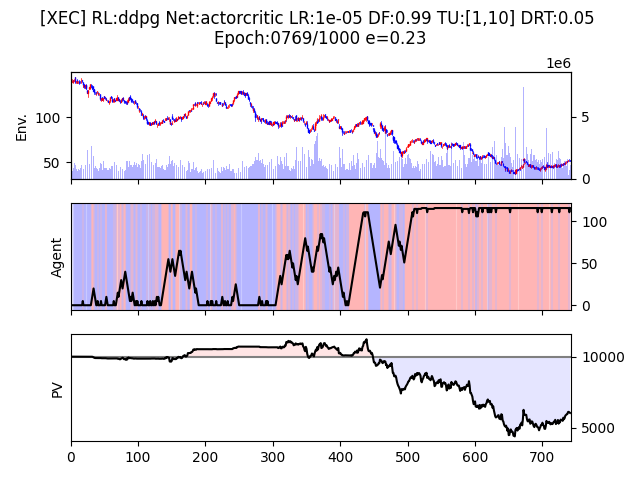 [XEC] RL:ddpg Net:actorcritic LR:1e-05 DF:0.99 TU:[1,10] DRT:0.05
Epoch:0769/1000 e=0.23
1e6
Env.
100
50
5
0
Agent
100
50
0
PV
10000
5000
0 100 200 300 400 500 600 700